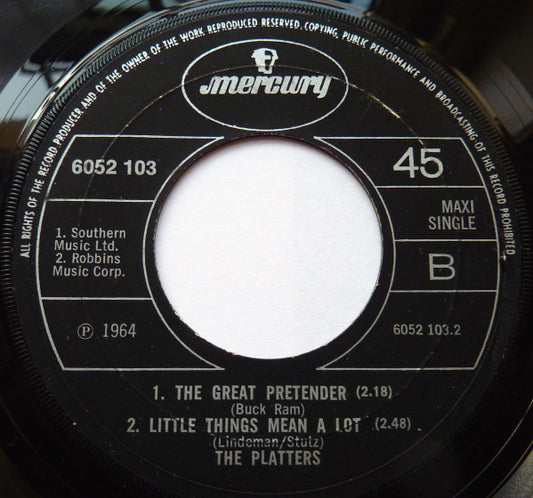 ALL RIGHTS OF THE RECORD PRODUCER AND OF THE OWNER OF THE WORK REPRODUCED RESERVED. COPYING, PUBLIC PERFORMANCE AND BROADCASTING OF THIS RECORD PROHIBITED
mercury
6052 103
45
MAXI
SINGLE
1. Southern
Music Ltd.
2. Robbins
Music Corp.
B
℗ 1964
6052 103.2
1. THE GREAT PRETENDER (2.18)
(Buck Ram)
2. LITTLE THINGS MEAN A LOT (2.48)
(Lindeman/Stutz)
THE PLATTERS